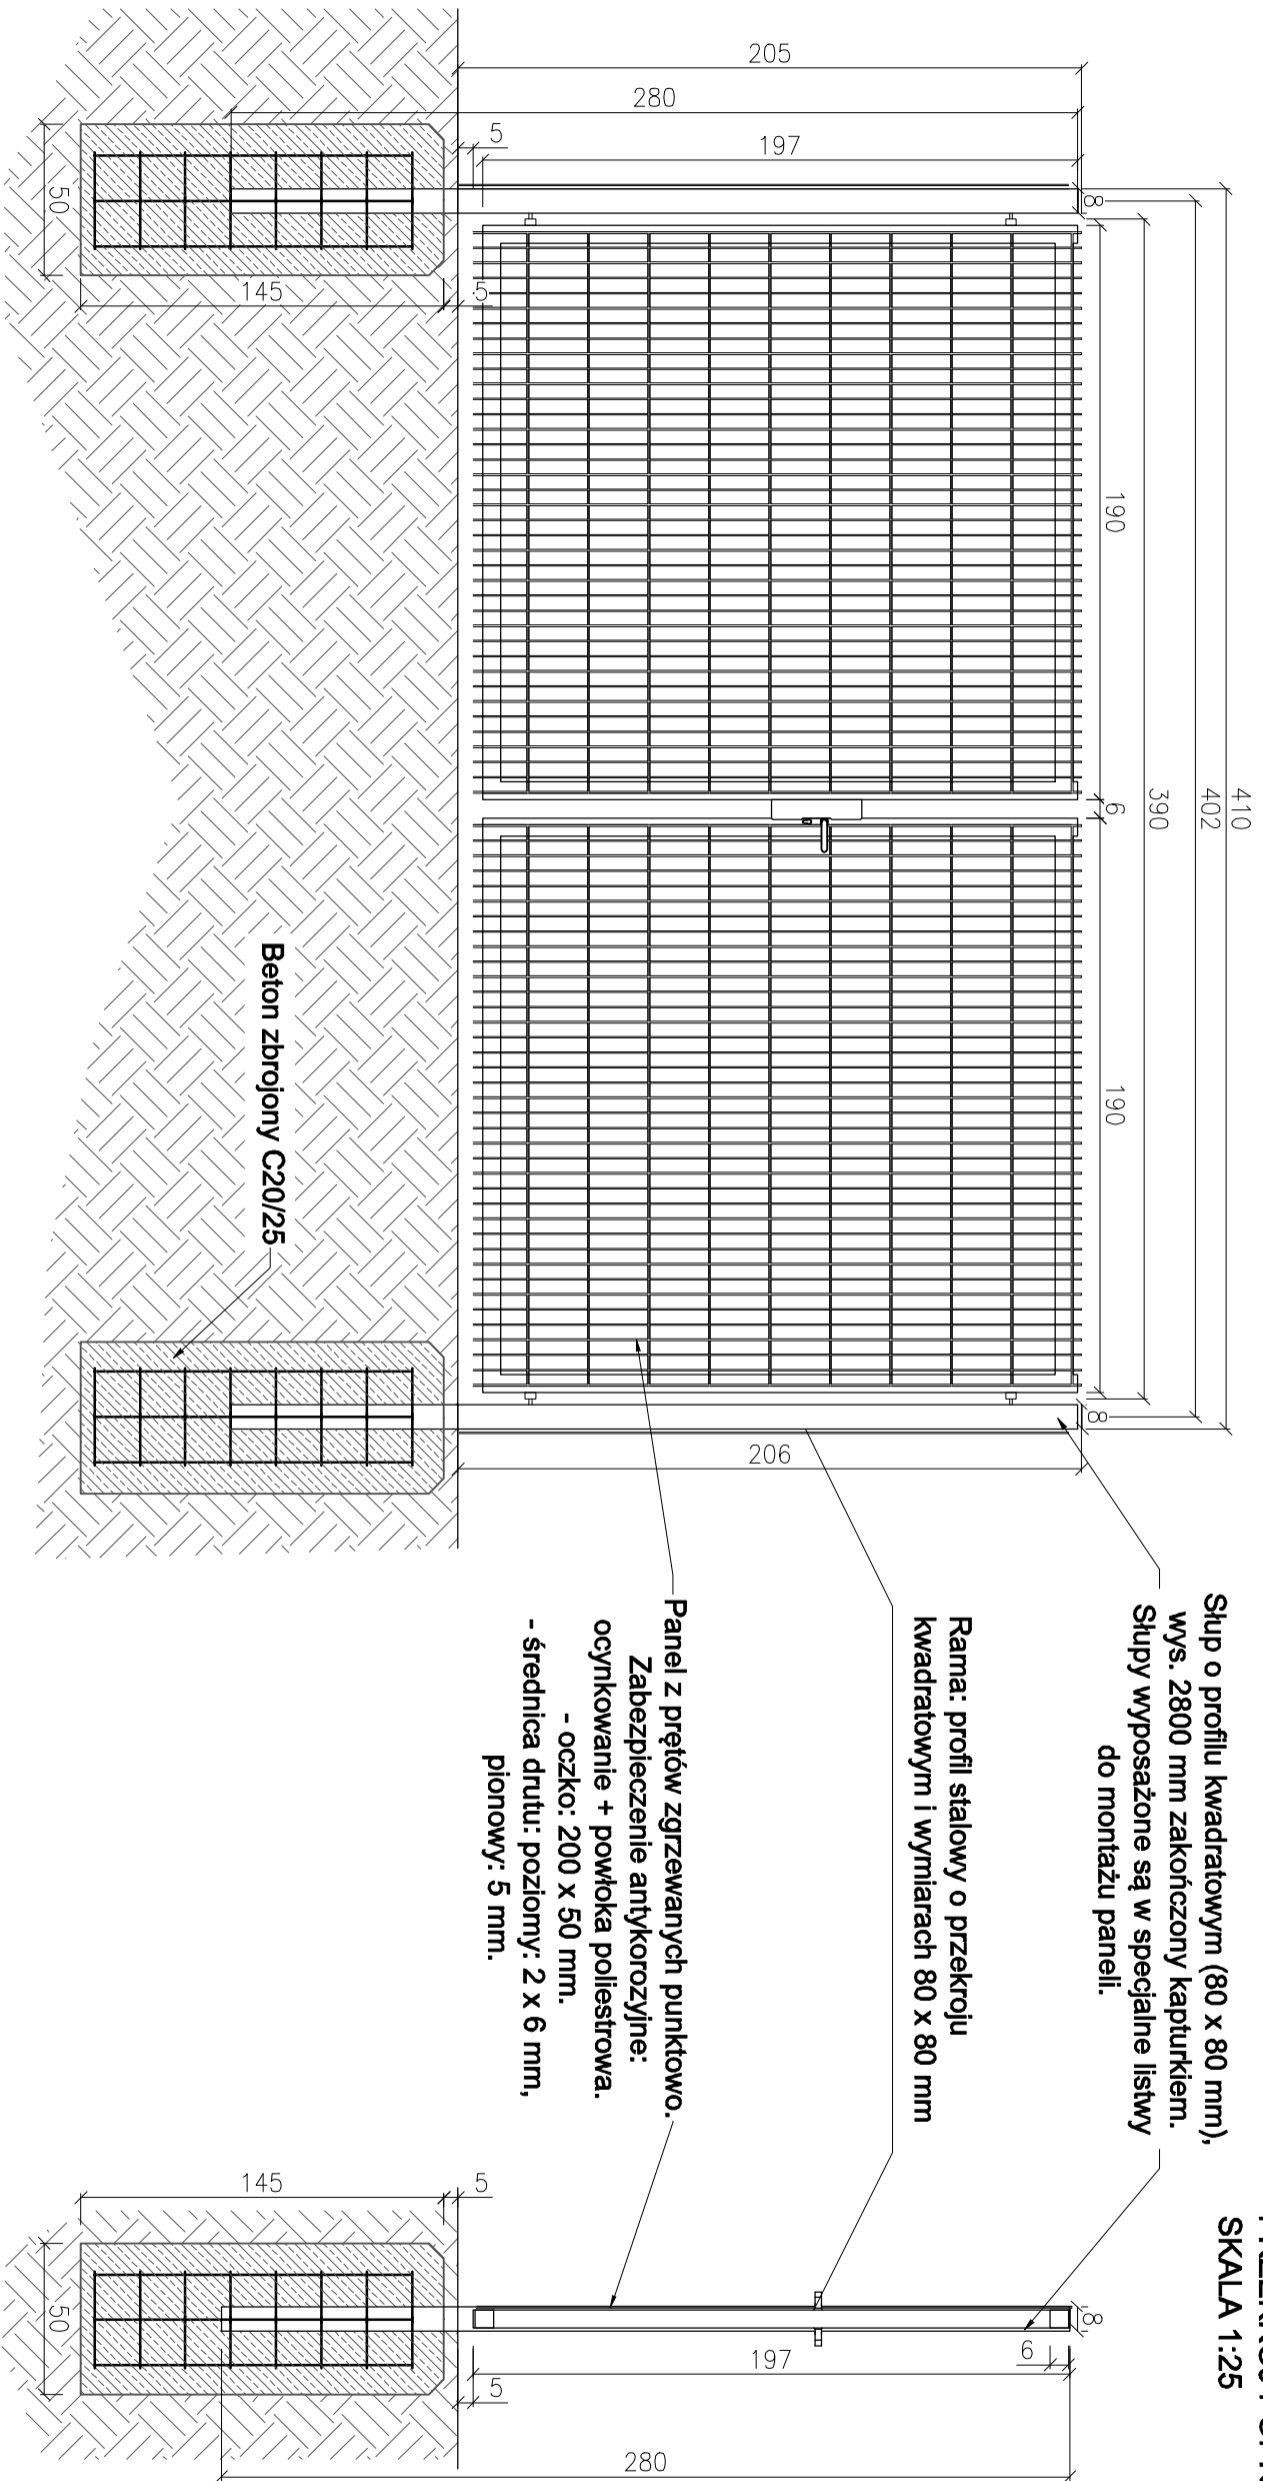 SKALA 1:25
410
402
390
190
6
190
8
8
205
280
197
5
5
145
50
206
Słup o profilu kwadratowym (80 x 80 mm),
wys. 2800 mm zakończony kapturkiem.
Słupy wyposażone są w specjalne listwy
do montażu paneli.
Rama: profil stalowy o przekroju
kwadratowym i wymiarach 80 x 80 mm
Panel z prętów zgrzewanych punktowo.
Zabezpieczenie antykorozyjne:
ocynkowanie + powłoka poliestrowa.
- oczko: 200 x 50 mm.
- średnica drutu: poziomy: 2 x 6 mm,
pionowy: 5 mm.
Beton zbrojony C20/25
8
6
197
5
280
5
145
50